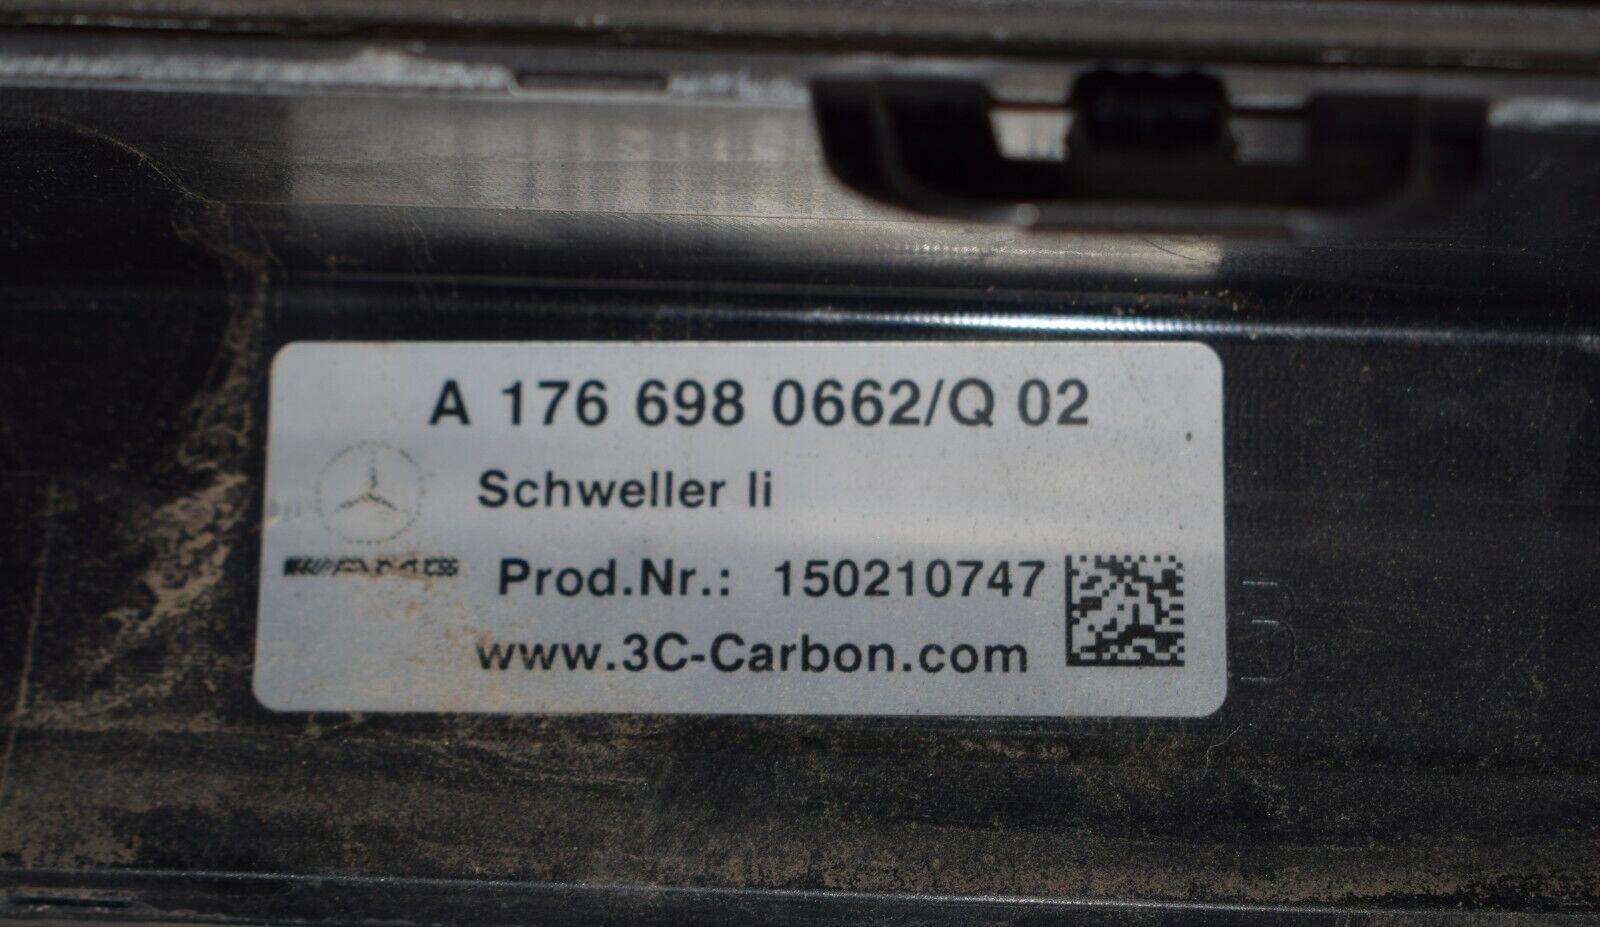 A 176 698 0662/Q 02
Schweller li
Prod.Nr.: 150210747
www.3C-Carbon.com